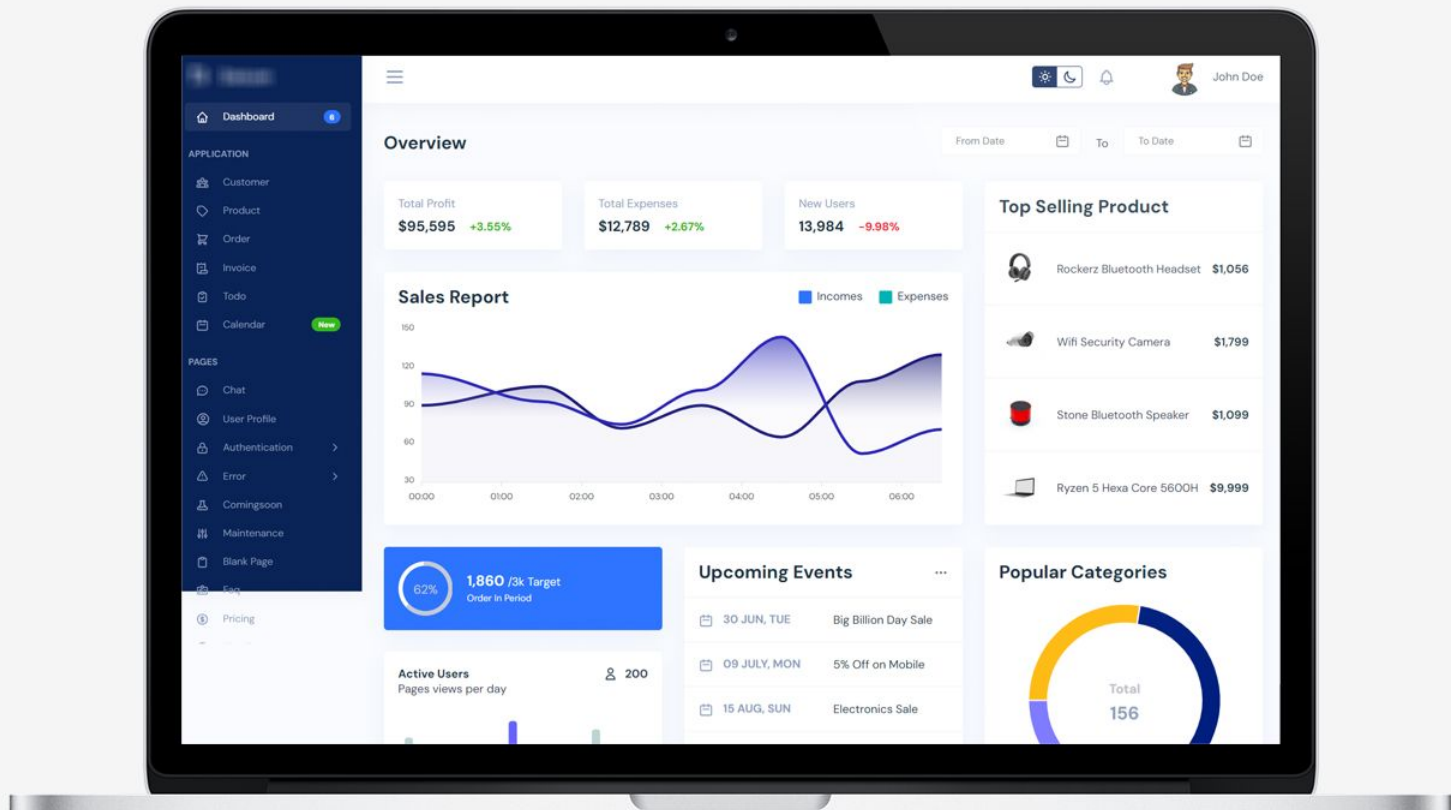 John Doe
Dashboard 6
APPLICATION
Customer
Product
Order
Invoice
Todo
Calendar New
PAGES
Chat
User Profile
Authentication
Error
Comingsoon
Maintenance
Blank Page
Faq
Pricing
Overview
From Date To To Date
Total Profit
$95,595 +3.55%
Total Expenses
$12,789 +2.67%
New Users
13,984 -9.98%
Sales Report
Incomes Expenses
150
120
90
60
30
00:00 01:00 02:00 03:00 04:00 05:00 06:00
Top Selling Product
Rockerz Bluetooth Headset $1,056
Wifi Security Camera $1,799
Stone Bluetooth Speaker $1,099
Ryzen 5 Hexa Core 5600H $9,999
62%
1,860 /3k Target
Order In Period
Active Users 200
Pages views per day
Upcoming Events ...
30 JUN, TUE Big Billion Day Sale
09 JULY, MON 5% Off on Mobile
15 AUG, SUN Electronics Sale
Popular Categories
Total
156